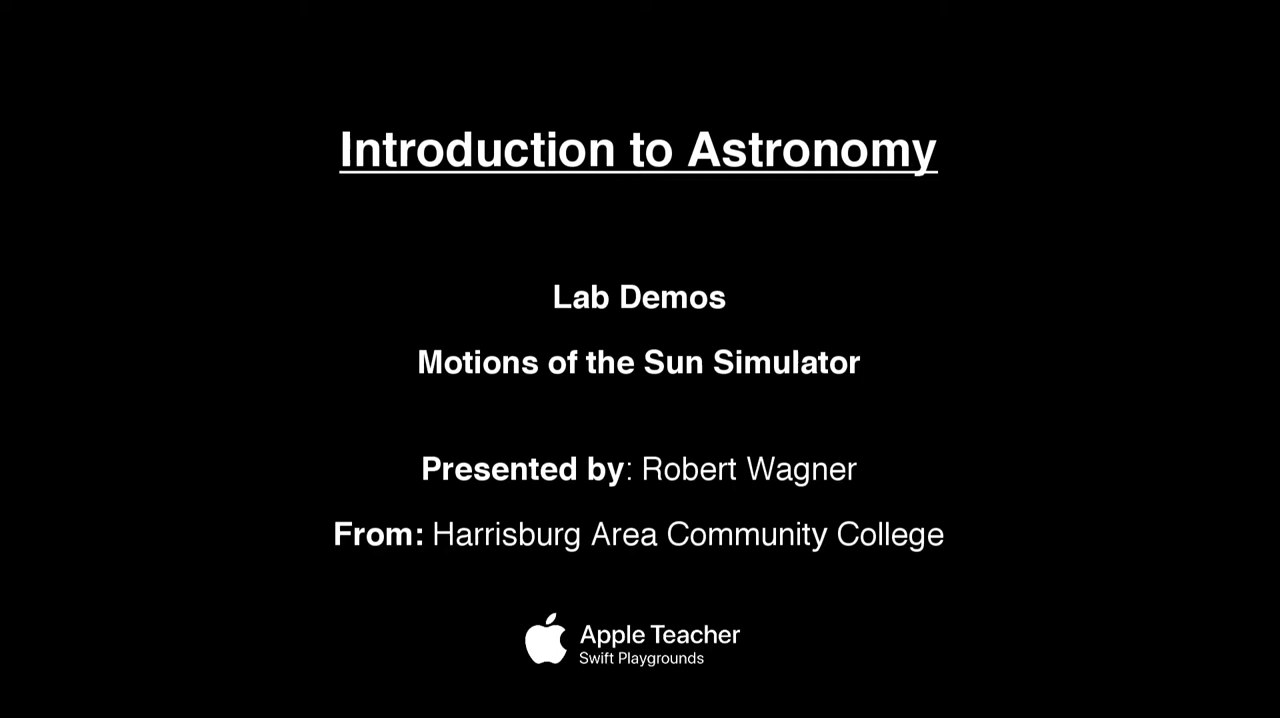 Introduction to Astronomy
Lab Demos
Motions of the Sun Simulator
Presented by: Robert Wagner
From: Harrisburg Area Community College
Apple Teacher
Swift Playgrounds